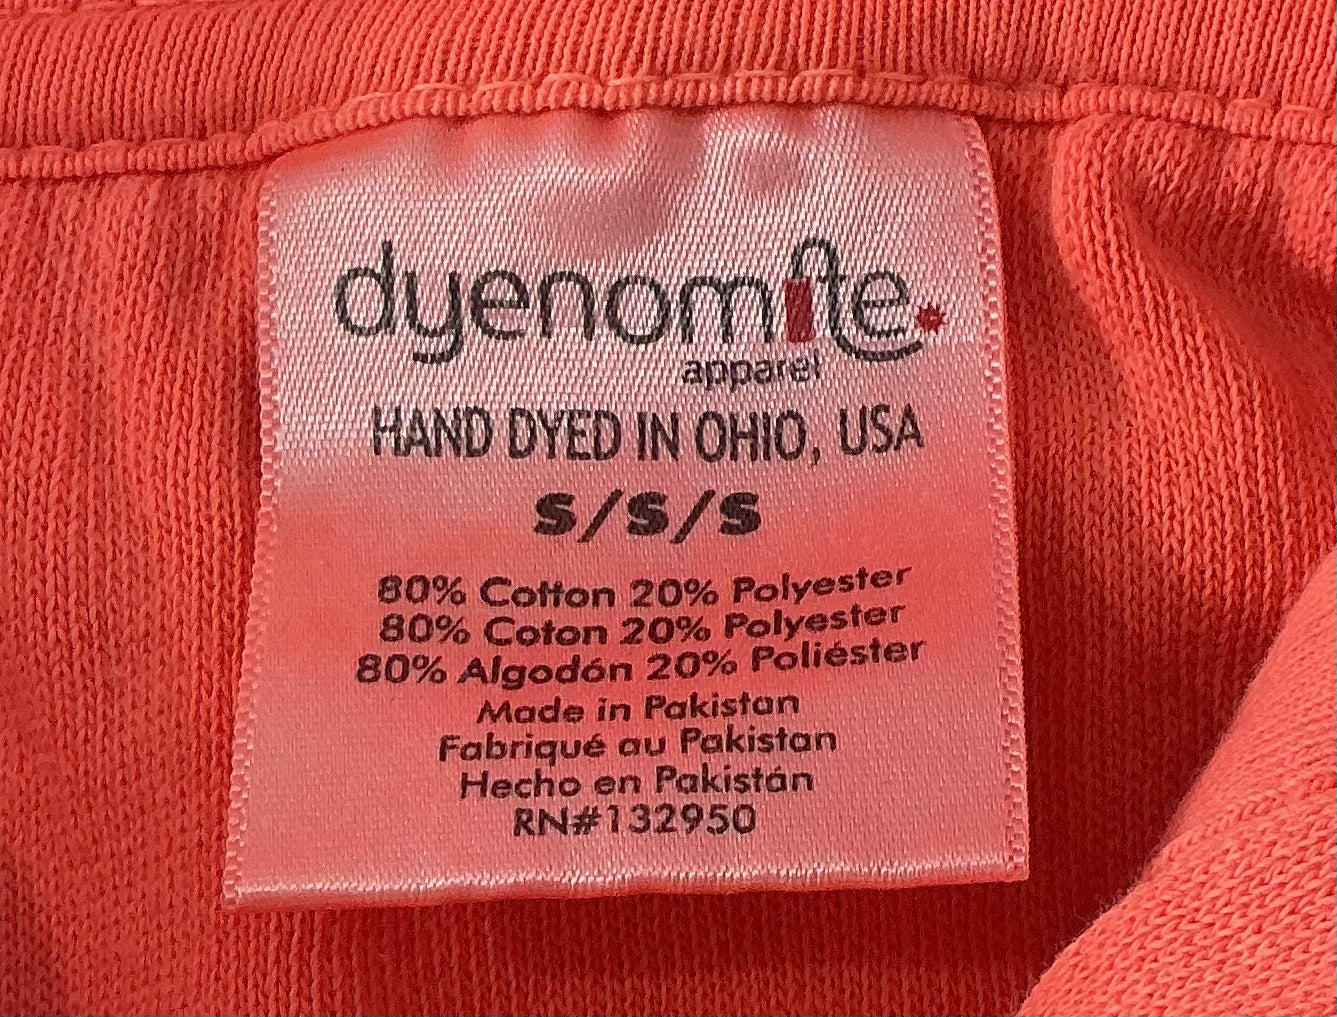 dyenomite
apparel
HAND DYED IN OHIO, USA
S/S/S
80% Cotton 20% Polyester
80% Coton 20% Polyester
80% Algodón 20% Poliéster
Made in Pakistan
Fabriqué au Pakistan
Hecho en Pakistán
RN#132950